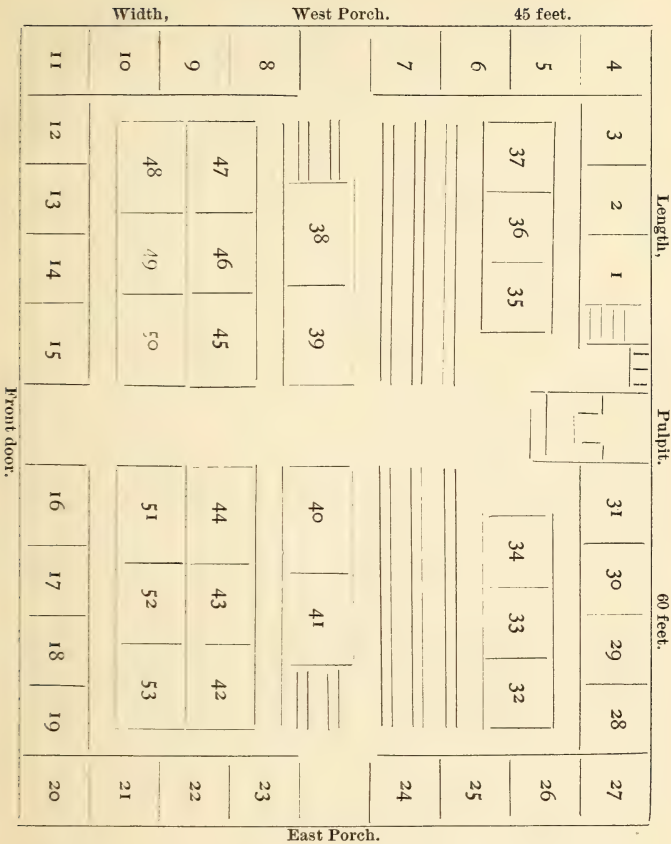 Width, West Porch. 45 feet.
11 10 9 8 7 6 5 4
12 48 47 37 3
13 38 36 2
49 46
14 1
35
15 50 45 39
Length,
Front door.
Pulpit.
16 51 44 40 34 31
17 52 43 41 33 30
18 29
19 53 42 32 28
60 feet.
20 21 22 23 24 25 26 27
East Porch.